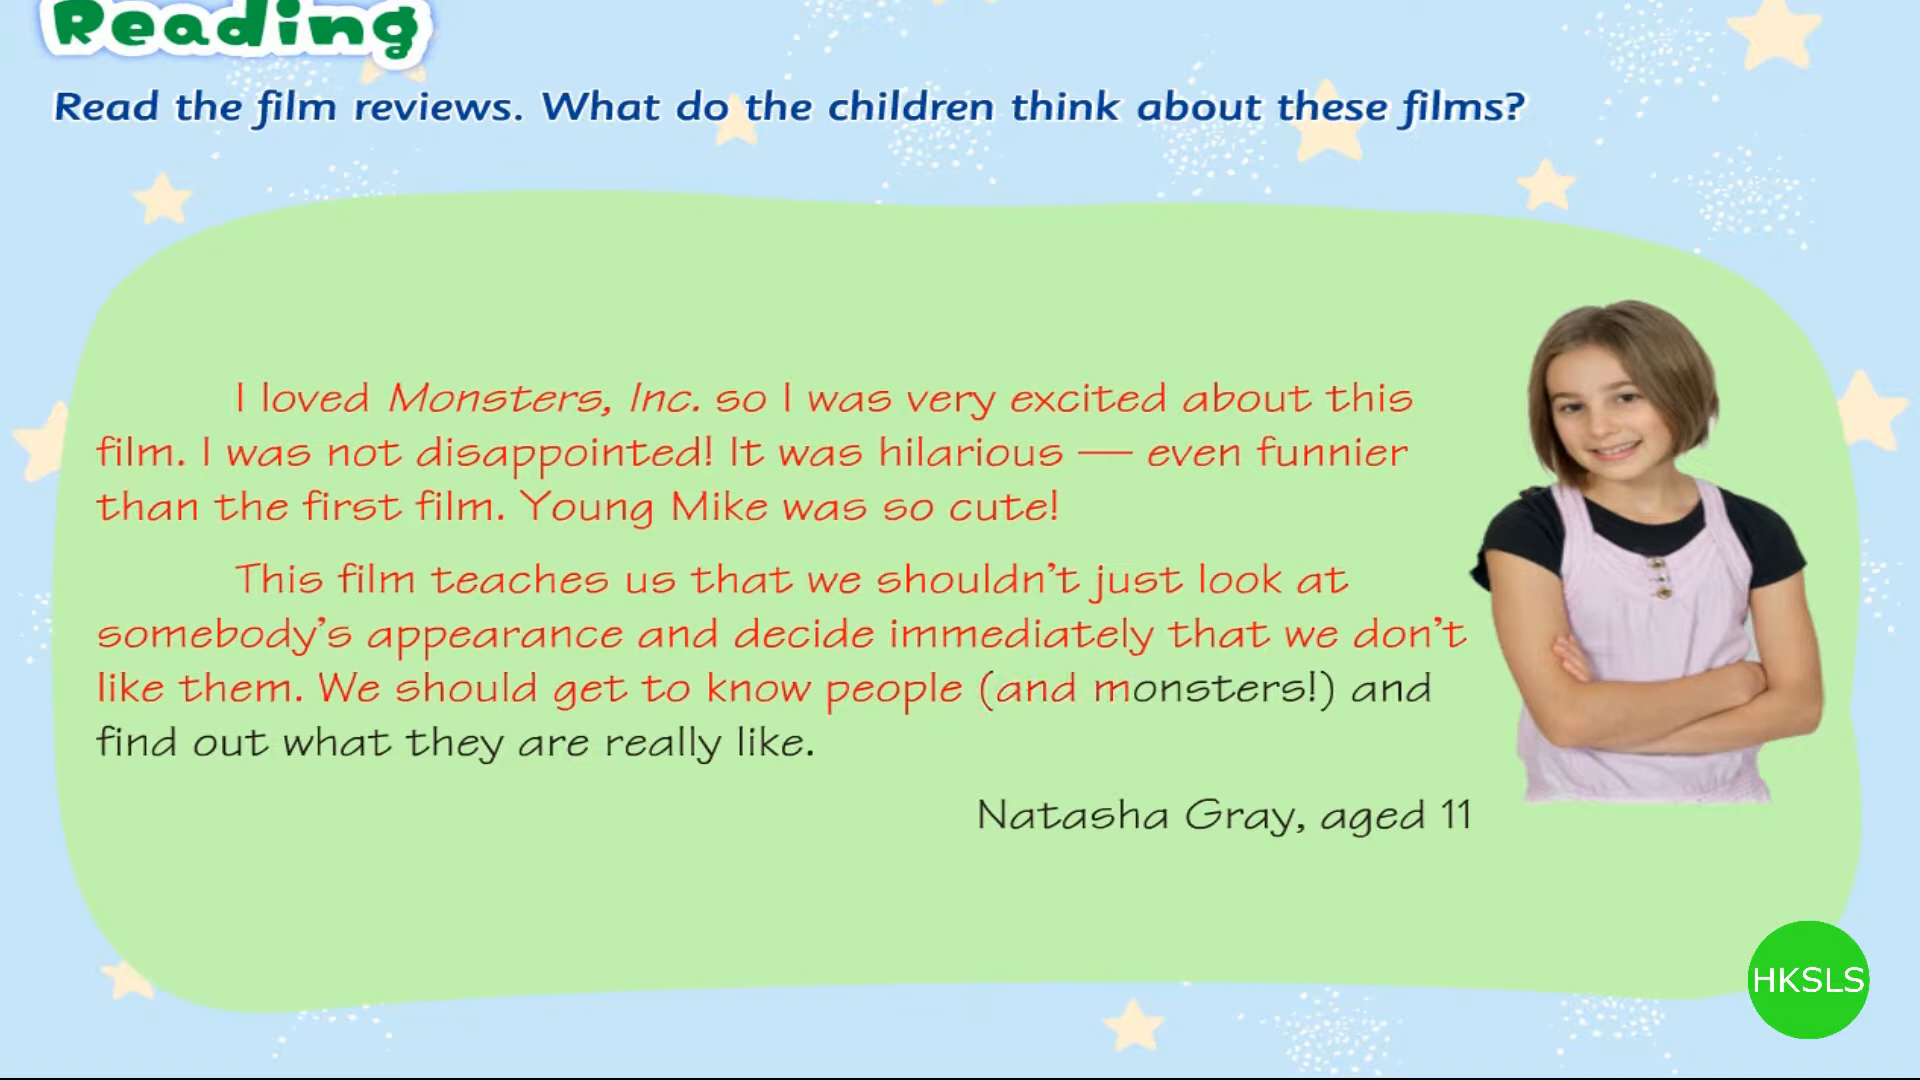 Reading
Read the film reviews. What do the children think about these films?
I loved Monsters, Inc. so I was very excited about this
film. I was not disappointed! It was hilarious — even funnier
than the first film. Young Mike was so cute!
This film teaches us that we shouldn't just look at
somebody's appearance and decide immediately that we don't
like them. We should get to know people (and monsters!) and
find out what they are really like.
Natasha Gray, aged 11
HKSLS